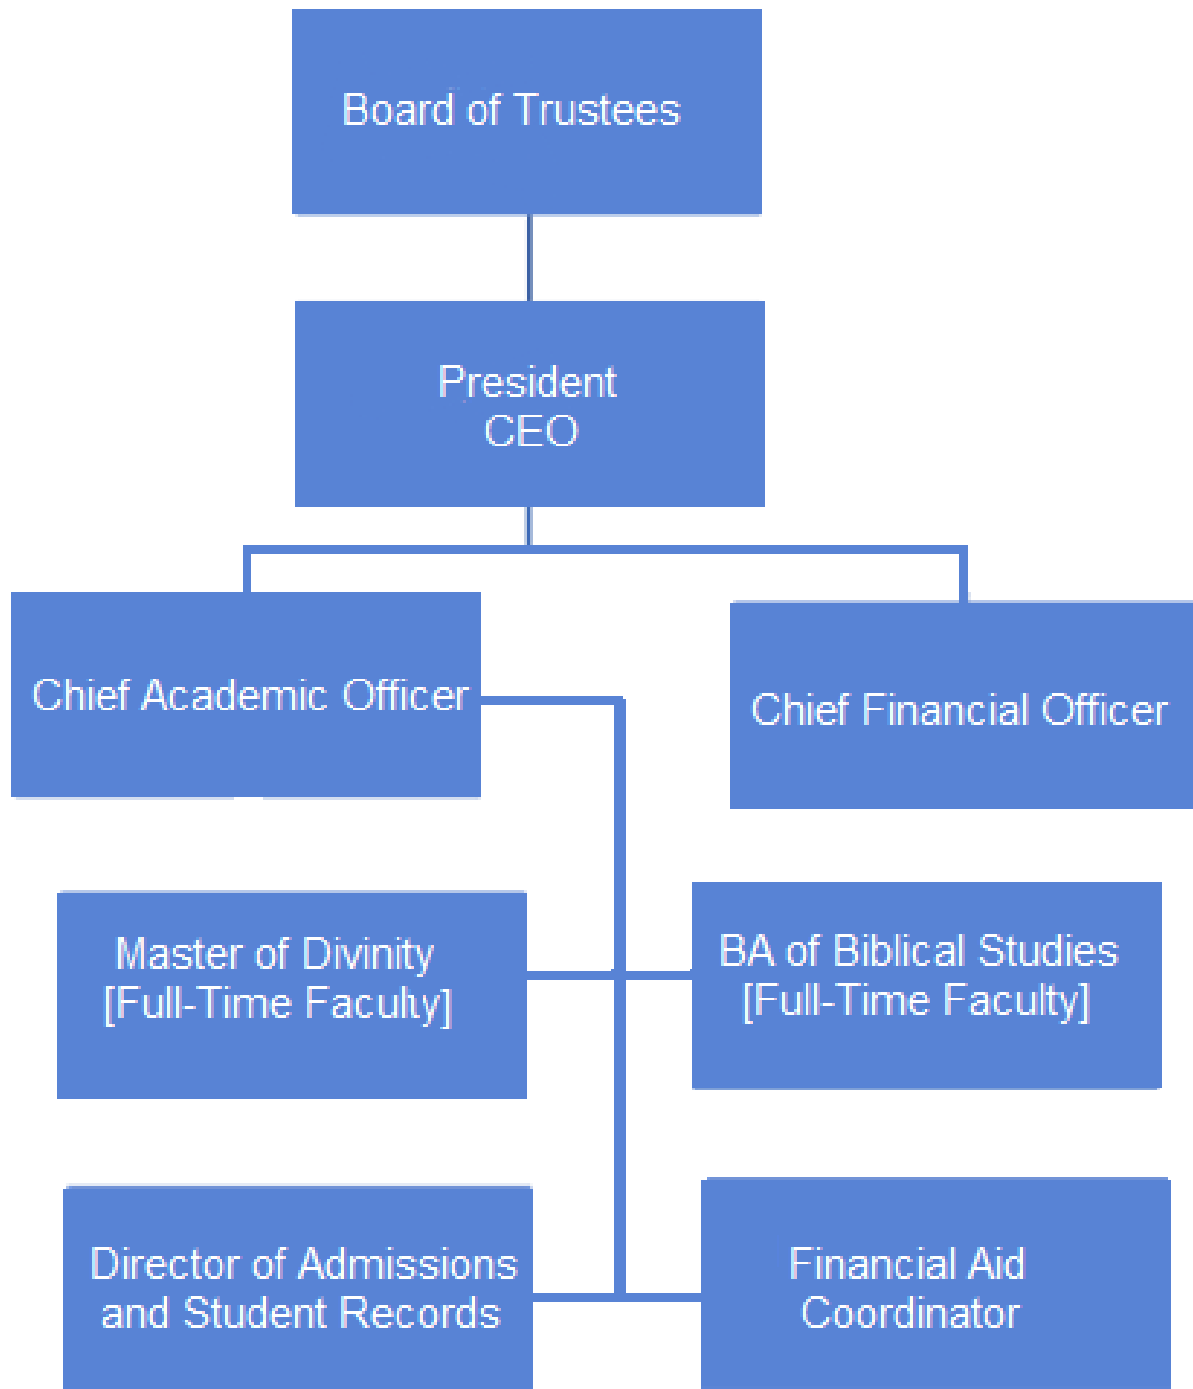 Board of Trustees
President
CEO
Chief Academic Officer
Chief Financial Officer
Master of Divinity
[Full-Time Faculty]
BA of Biblical Studies
[Full-Time Faculty]
Director of Admissions
and Student Records
Financial Aid
Coordinator